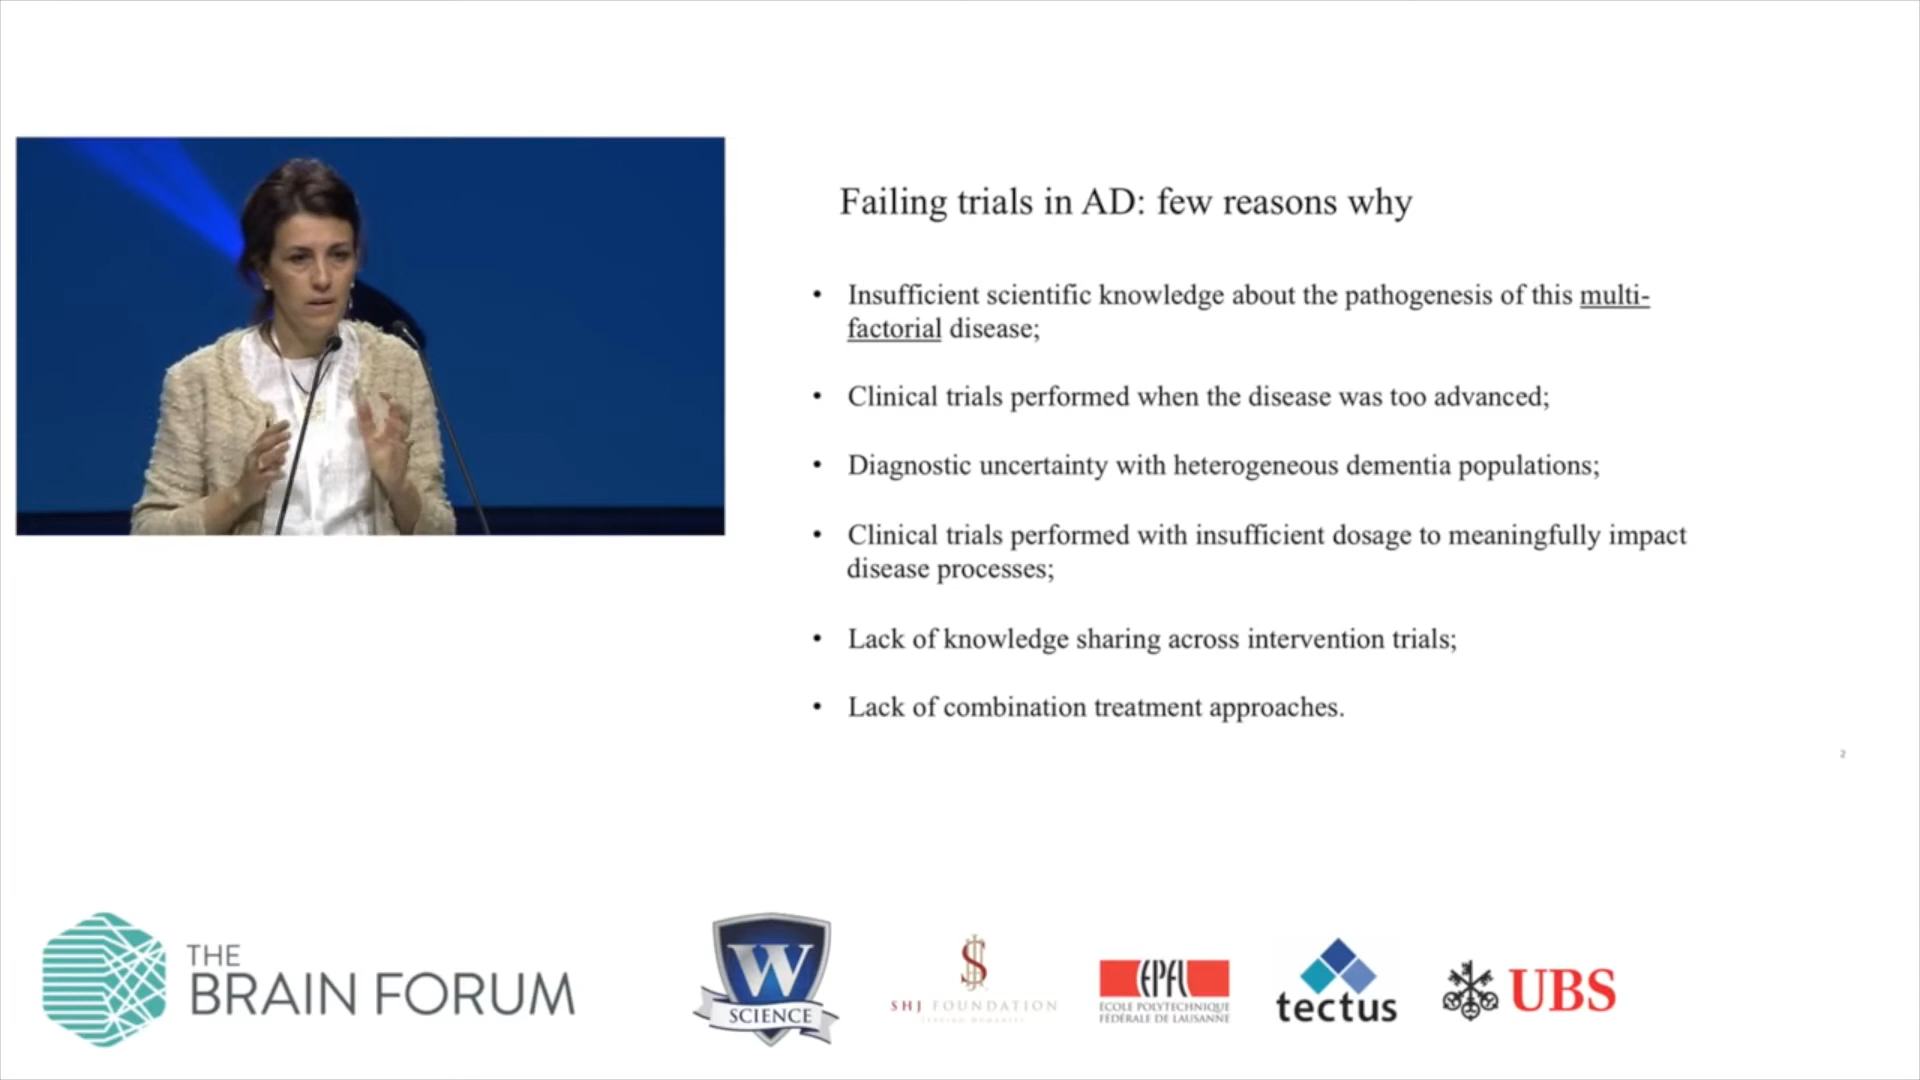 Failing trials in AD: few reasons why
• Insufficient scientific knowledge about the pathogenesis of this multi-
factorial disease;
• Clinical trials performed when the disease was too advanced;
• Diagnostic uncertainty with heterogeneous dementia populations;
• Clinical trials performed with insufficient dosage to meaningfully impact
disease processes;
• Lack of knowledge sharing across intervention trials;
• Lack of combination treatment approaches.
2
THE
BRAIN FORUM
W
SCIENCE
SHJ FOUNDATION
EPFL
ÉCOLE POLYTECHNIQUE
FÉDÉRALE DE LAUSANNE
tectus
UBS